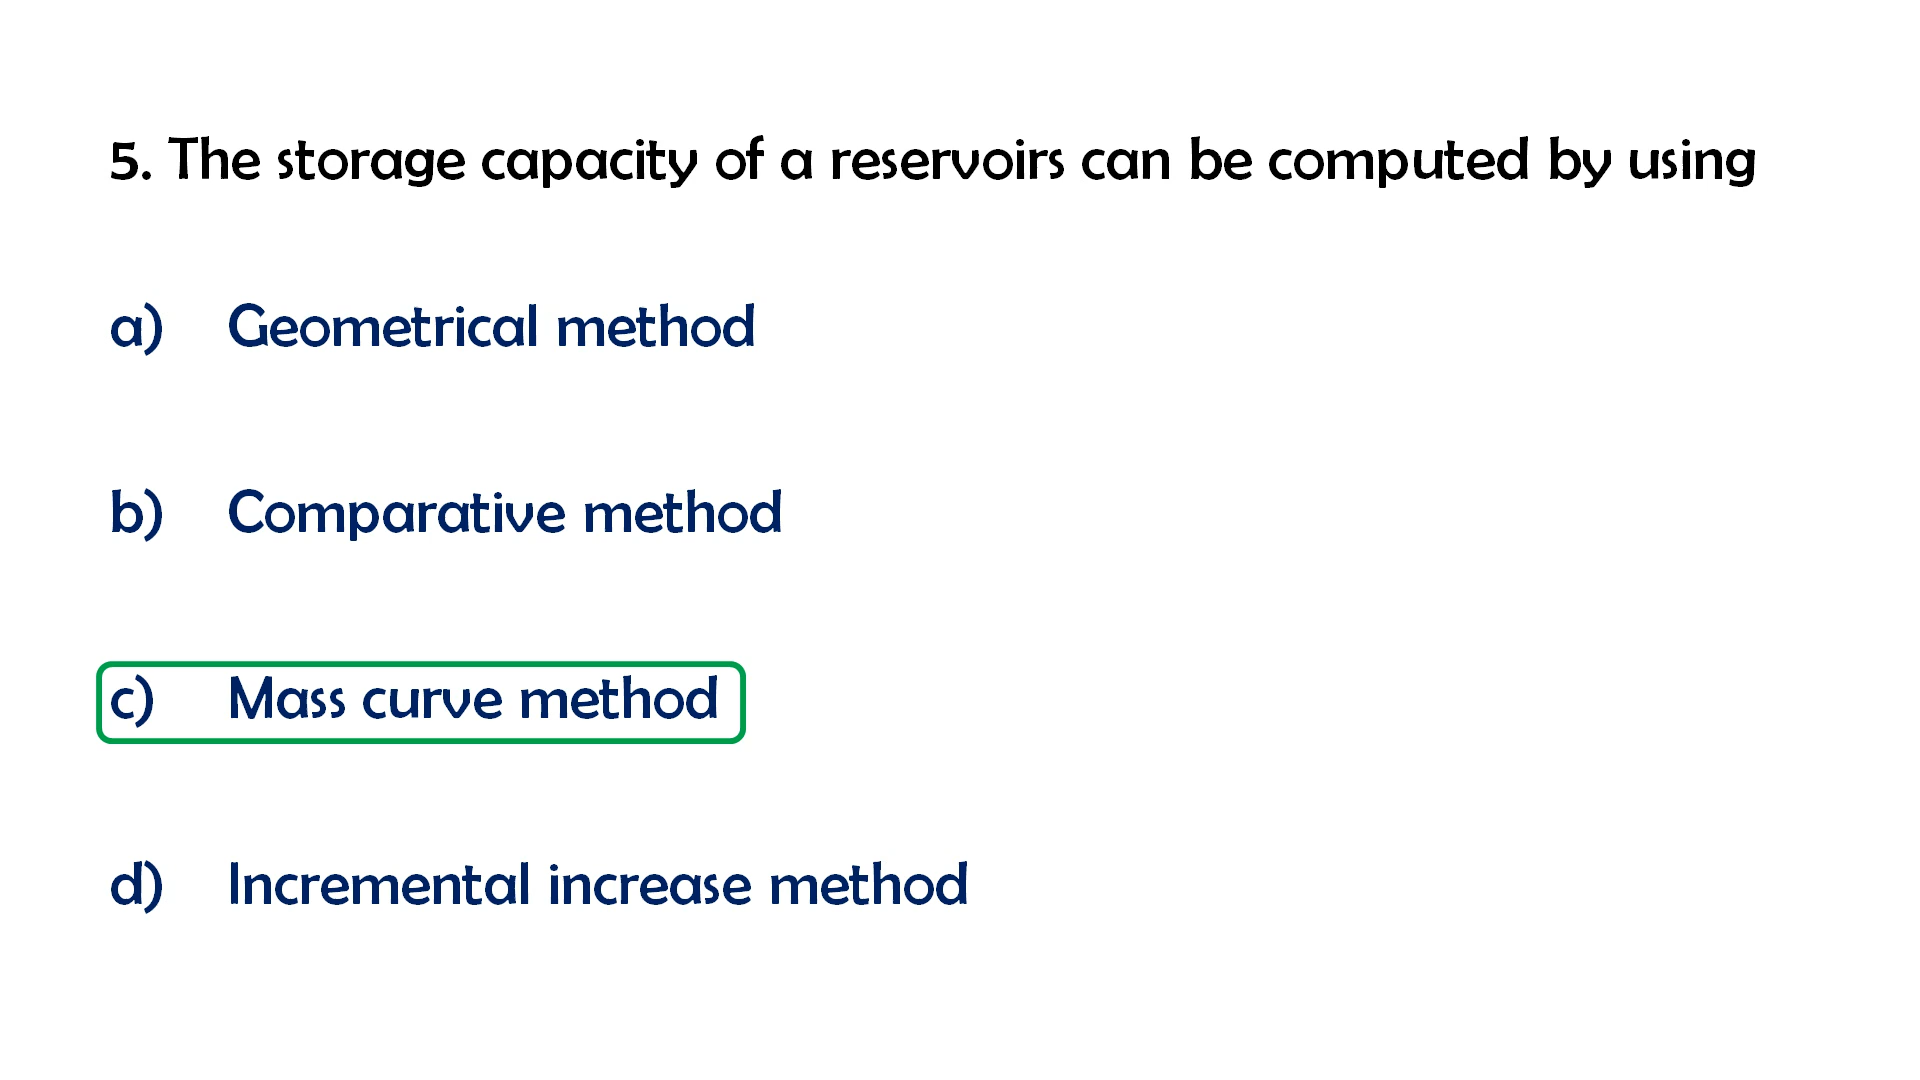 5. The storage capacity of a reservoirs can be computed by using
a) Geometrical method
b) Comparative method
c) Mass curve method
d) Incremental increase method